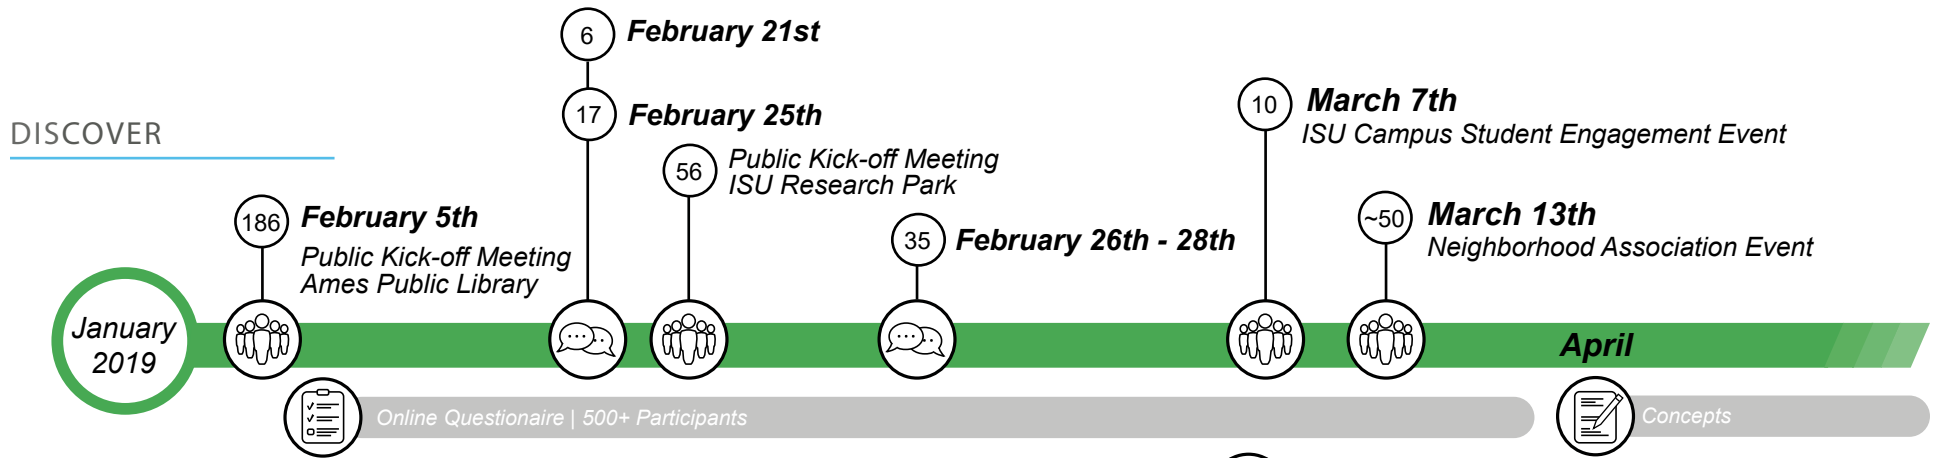 DISCOVER
January
2019
186
February 5th
Public Kick-off Meeting
Ames Public Library
6
February 21st
17
February 25th
56
Public Kick-off Meeting
ISU Research Park
35
February 26th - 28th
10
March 7th
ISU Campus Student Engagement Event
~50
March 13th
Neighborhood Association Event
April
Online Questionaire | 500+ Participants
Concepts